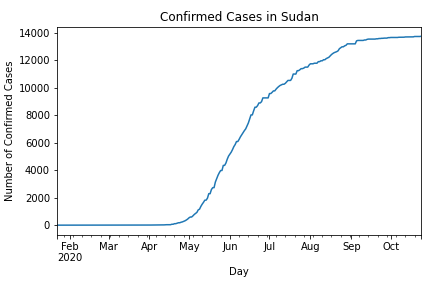 Confirmed Cases in Sudan
Number of Confirmed Cases
14000
12000
10000
8000
6000
4000
2000
0
Feb Mar Apr May Jun Jul Aug Sep Oct
2020
Day